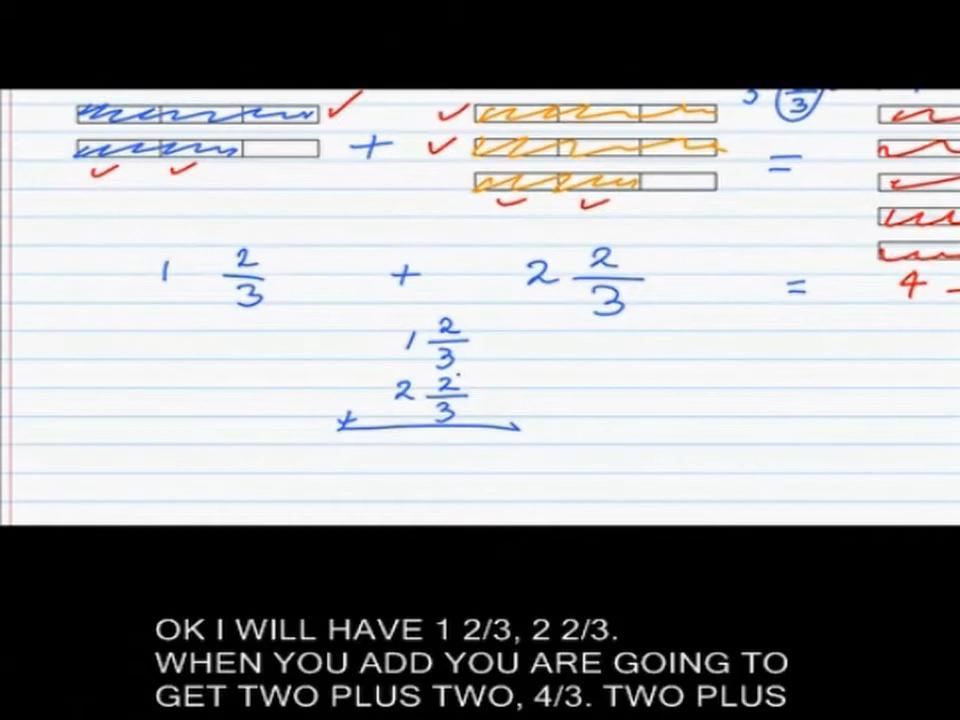 3
+ =
1 2/3 + 2 2/3 = 4 -
1 2/3
2 2/3
+
OK I WILL HAVE 1 2/3, 2 2/3.
WHEN YOU ADD YOU ARE GOING TO
GET TWO PLUS TWO, 4/3. TWO PLUS